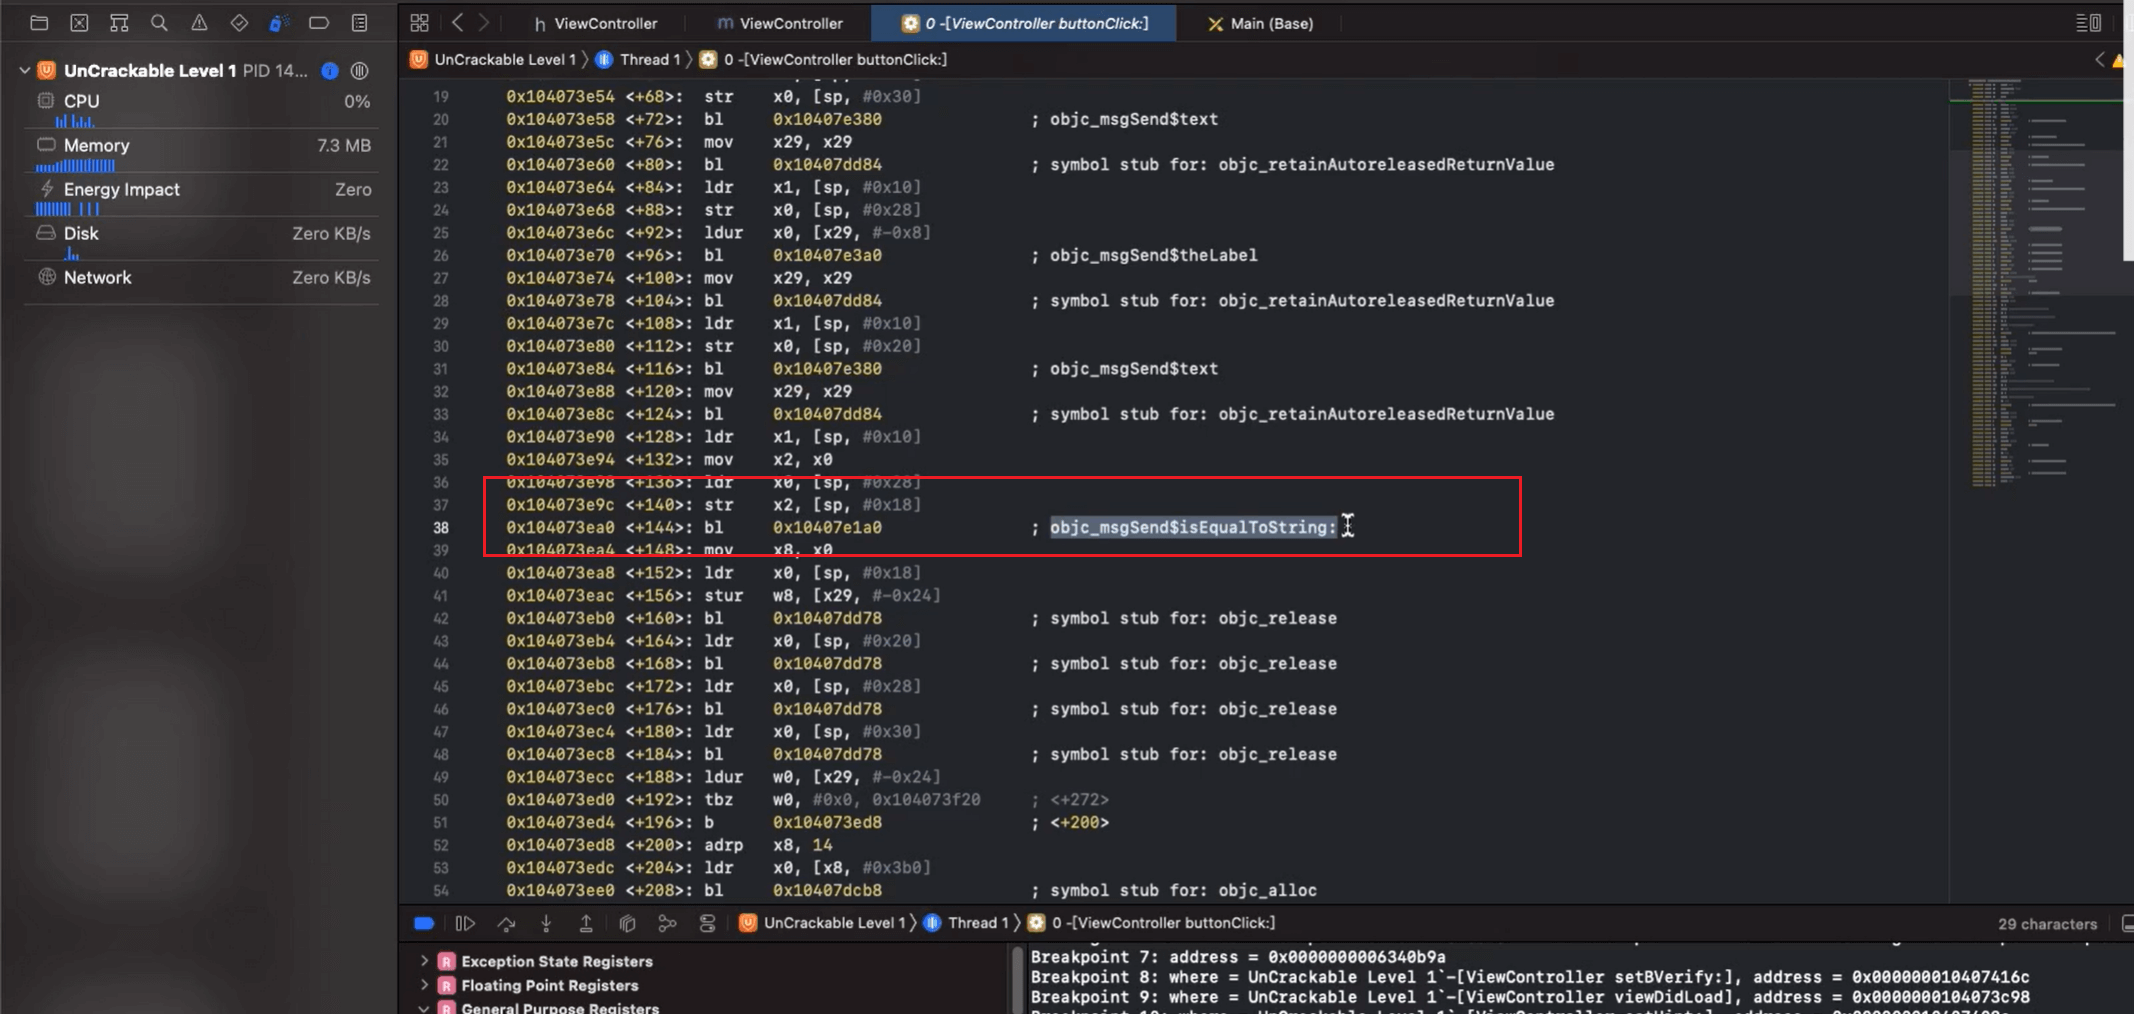 h ViewController
m ViewController
0 -[ViewController buttonClick:]
Main (Base)
UnCrackable Level 1 PID 14...
UnCrackable Level 1 〉 Thread 1 〉 0 -[ViewController buttonClick:]
CPU 0%
Memory 7.3 MB
Energy Impact Zero
Disk Zero KB/s
Network Zero KB/s
19 0x104073e54 <+68>: str x0, [sp, #0x30]
20 0x104073e58 <+72>: bl 0x10407e380 ; objc_msgSend$text
21 0x104073e5c <+76>: mov x29, x29
22 0x104073e60 <+80>: bl 0x10407dd84 ; symbol stub for: objc_retainAutoreleasedReturnValue
23 0x104073e64 <+84>: ldr x1, [sp, #0x10]
24 0x104073e68 <+88>: str x0, [sp, #0x28]
25 0x104073e6c <+92>: ldur x0, [x29, #-0x8]
26 0x104073e70 <+96>: bl 0x10407e3a0 ; objc_msgSend$theLabel
27 0x104073e74 <+100>: mov x29, x29
28 0x104073e78 <+104>: bl 0x10407dd84 ; symbol stub for: objc_retainAutoreleasedReturnValue
29 0x104073e7c <+108>: ldr x1, [sp, #0x10]
30 0x104073e80 <+112>: str x0, [sp, #0x20]
31 0x104073e84 <+116>: bl 0x10407e380 ; objc_msgSend$text
32 0x104073e88 <+120>: mov x29, x29
33 0x104073e8c <+124>: bl 0x10407dd84 ; symbol stub for: objc_retainAutoreleasedReturnValue
34 0x104073e90 <+128>: ldr x1, [sp, #0x10]
35 0x104073e94 <+132>: mov x2, x0
36 0x104073e98 <+136>: ldr x0, [sp, #0x28]
37 0x104073e9c <+140>: str x2, [sp, #0x18]
38 0x104073ea0 <+144>: bl 0x10407e1a0 ; objc_msgSend$isEqualToString:
39 0x104073ea4 <+148>: mov x8, x0
40 0x104073ea8 <+152>: ldr x0, [sp, #0x18]
41 0x104073eac <+156>: stur w8, [x29, #-0x24]
42 0x104073eb0 <+160>: bl 0x10407dd78 ; symbol stub for: objc_release
43 0x104073eb4 <+164>: ldr x0, [sp, #0x20]
44 0x104073eb8 <+168>: bl 0x10407dd78 ; symbol stub for: objc_release
45 0x104073ebc <+172>: ldr x0, [sp, #0x28]
46 0x104073ec0 <+176>: bl 0x10407dd78 ; symbol stub for: objc_release
47 0x104073ec4 <+180>: ldr x0, [sp, #0x30]
48 0x104073ec8 <+184>: bl 0x10407dd78 ; symbol stub for: objc_release
49 0x104073ecc <+188>: ldur w0, [x29, #-0x24]
50 0x104073ed0 <+192>: tbz w0, #0x0, 0x104073f20 ; <+272>
51 0x104073ed4 <+196>: b 0x104073ed8 ; <+200>
52 0x104073ed8 <+200>: adrp x8, 14
53 0x104073edc <+204>: ldr x0, [x8, #0x3b0]
54 0x104073ee0 <+208>: bl 0x10407dcb8 ; symbol stub for: objc_alloc
UnCrackable Level 1 〉 Thread 1 〉 0 -[ViewController buttonClick:]
29 characters
R Exception State Registers
R Floating Point Registers
R General Purpose Registers
Breakpoint 7: address = 0x0000000006340b9a
Breakpoint 8: where = UnCrackable Level 1`-[ViewController setBVerify:], address = 0x000000010407416c
Breakpoint 9: where = UnCrackable Level 1`-[ViewController viewDidLoad], address = 0x0000000104073c98